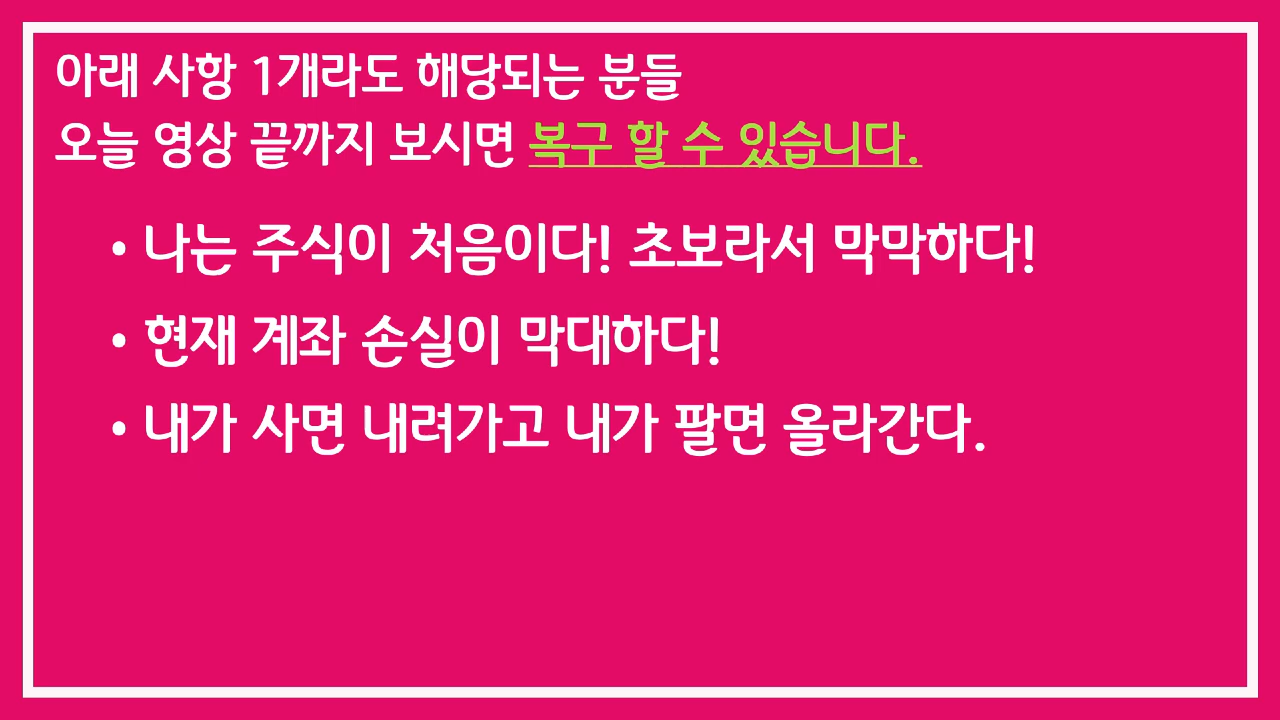 아래 사항 1개라도 해당되는 분들
오늘 영상 끝까지 보시면 복구 할 수 있습니다.
• 나는 주식이 처음이다! 초보라서 막막하다!
• 현재 계좌 손실이 막대하다!
• 내가 사면 내려가고 내가 팔면 올라간다.